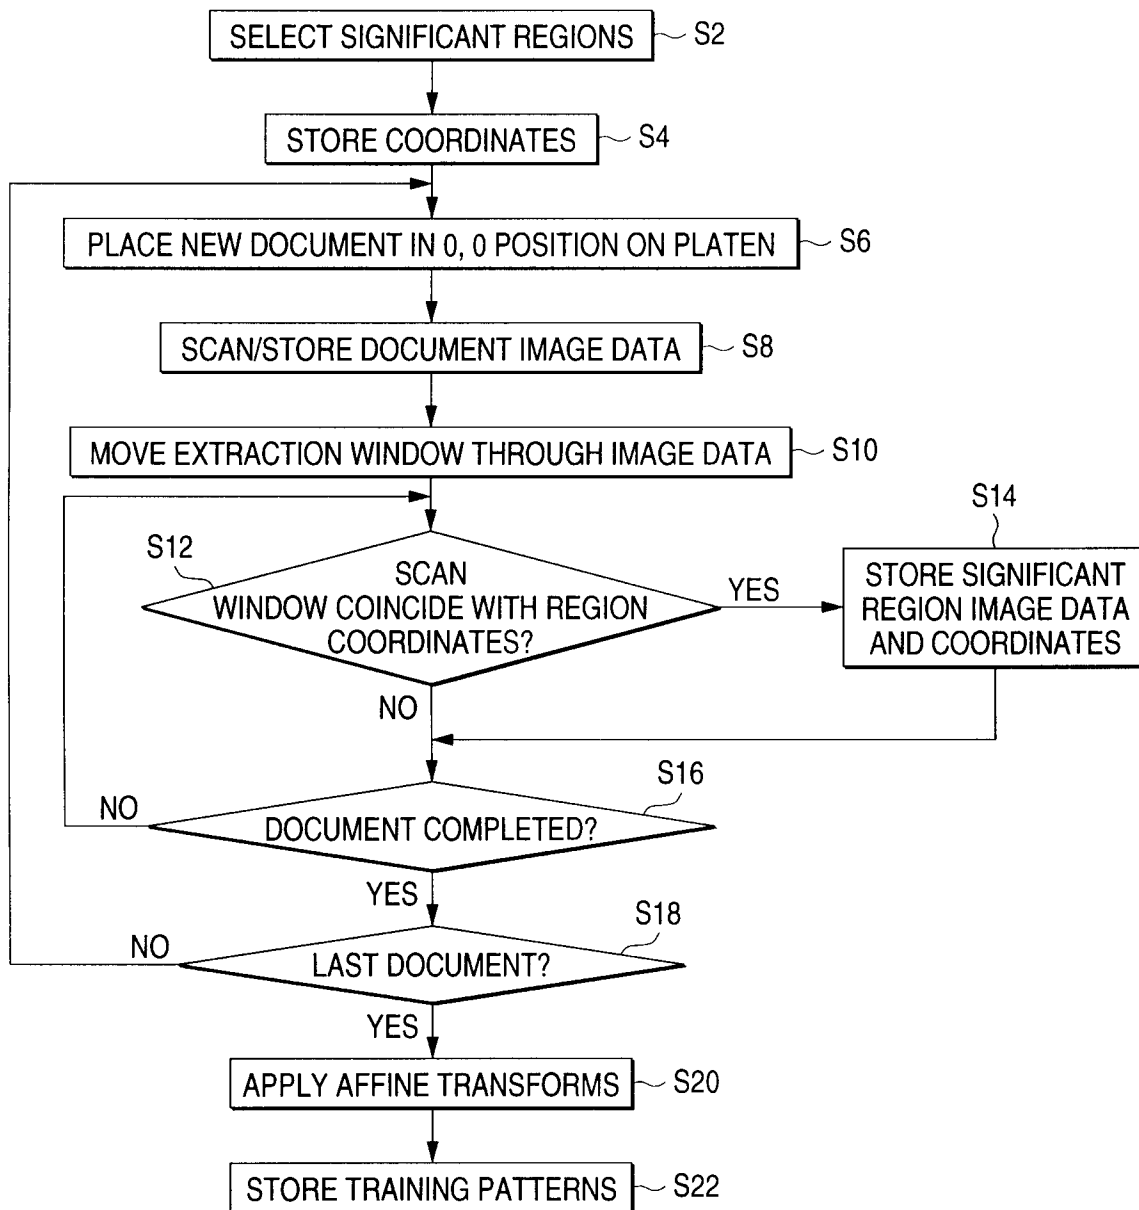 SELECT SIGNIFICANT REGIONS
S2
STORE COORDINATES
S4
PLACE NEW DOCUMENT IN 0, 0 POSITION ON PLATEN
S6
SCAN/STORE DOCUMENT IMAGE DATA
S8
MOVE EXTRACTION WINDOW THROUGH IMAGE DATA
S10
S12
SCAN
WINDOW COINCIDE WITH REGION
COORDINATES?
YES
S14
STORE SIGNIFICANT
REGION IMAGE DATA
AND COORDINATES
NO
S16
DOCUMENT COMPLETED?
NO
YES
S18
LAST DOCUMENT?
NO
YES
APPLY AFFINE TRANSFORMS
S20
STORE TRAINING PATTERNS
S22